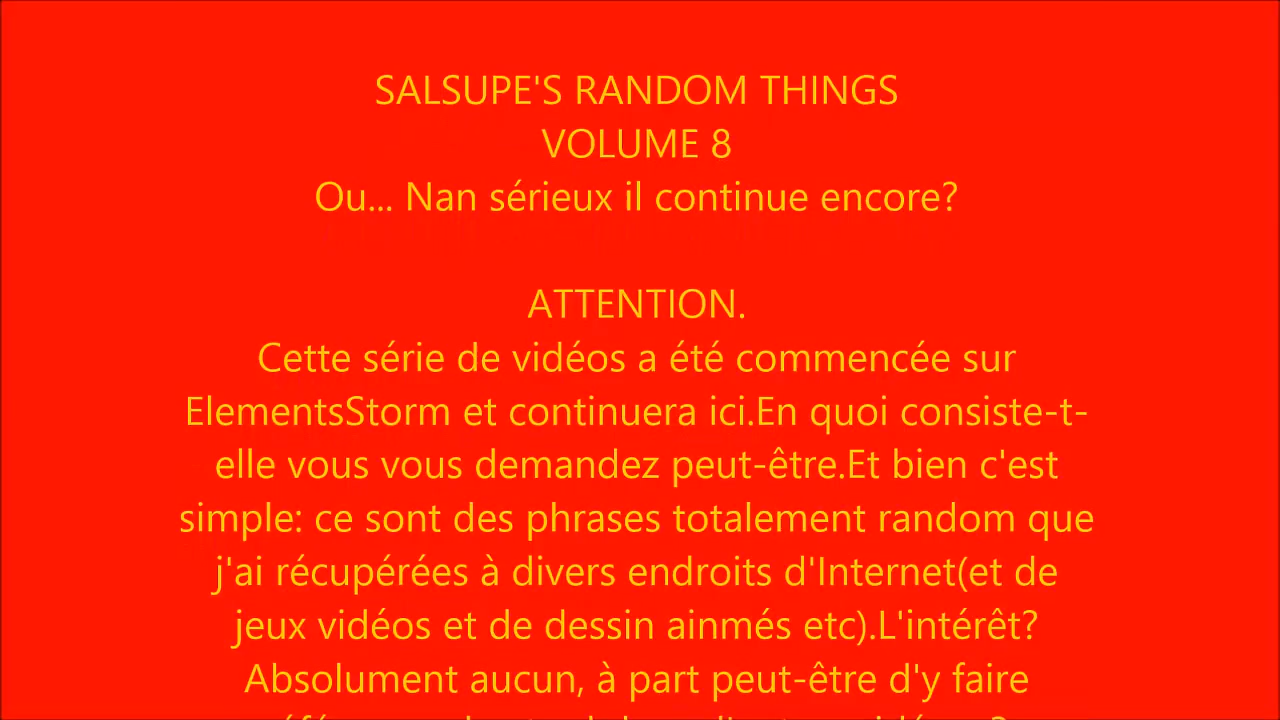 SALSUPE'S RANDOM THINGS
VOLUME 8
Ou... Nan sérieux il continue encore?
ATTENTION.
Cette série de vidéos a été commencée sur
ElementsStorm et continuera ici.En quoi consiste-t-
elle vous vous demandez peut-être.Et bien c'est
simple: ce sont des phrases totalement random que
j'ai récupérées à divers endroits d'Internet(et de
jeux vidéos et de dessin ainmés etc).L'intérêt?
Absolument aucun, à part peut-être d'y faire